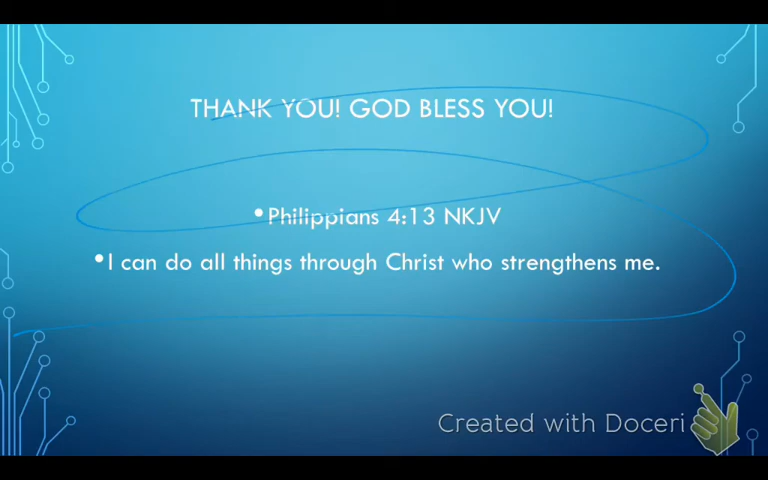 THANK YOU! GOD BLESS YOU!
•Philippians 4:13 NKJV
•I can do all things through Christ who strengthens me.
Created with Doceri